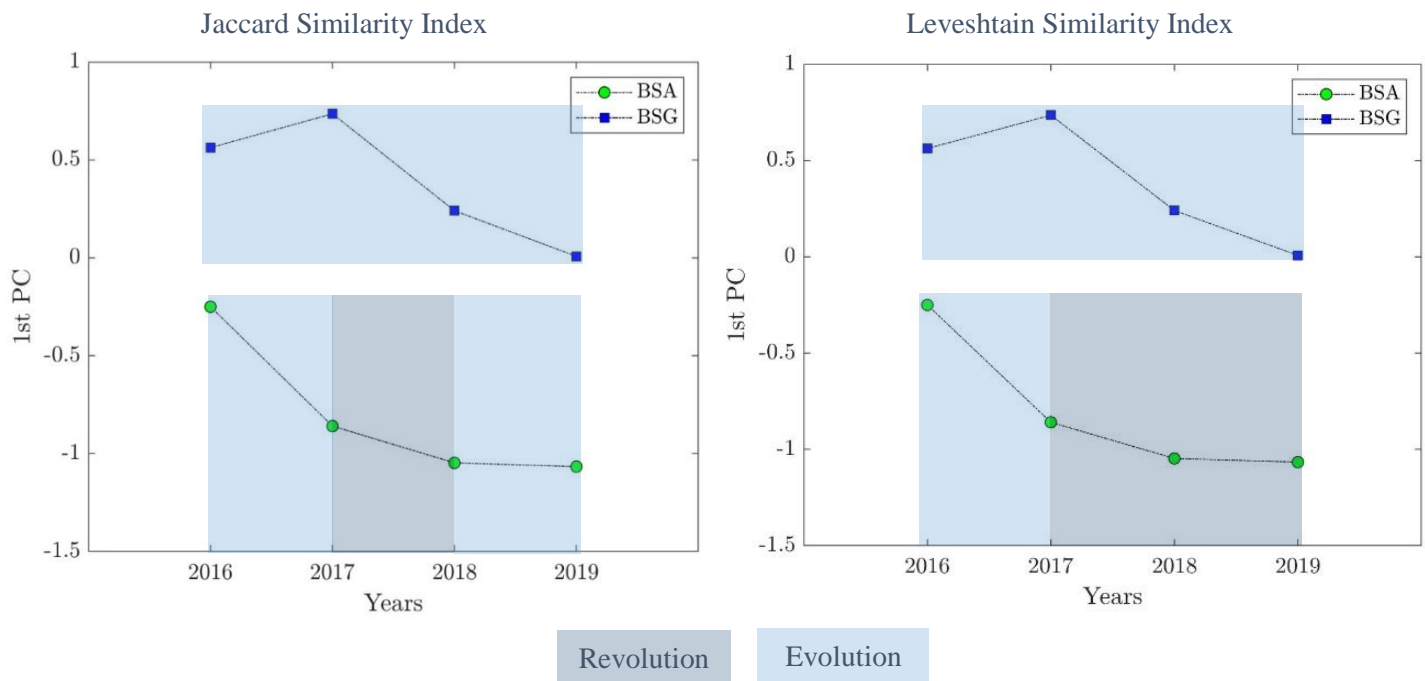 Jaccard Similarity Index
1
0.5
0
-0.5
-1
-1.5
1st PC
2016 2017 2018 2019
Years
BSA
BSG
Leveshtain Similarity Index
1
0.5
0
-0.5
-1
-1.5
1st PC
2016 2017 2018 2019
Years
BSA
BSG
Revolution
Evolution